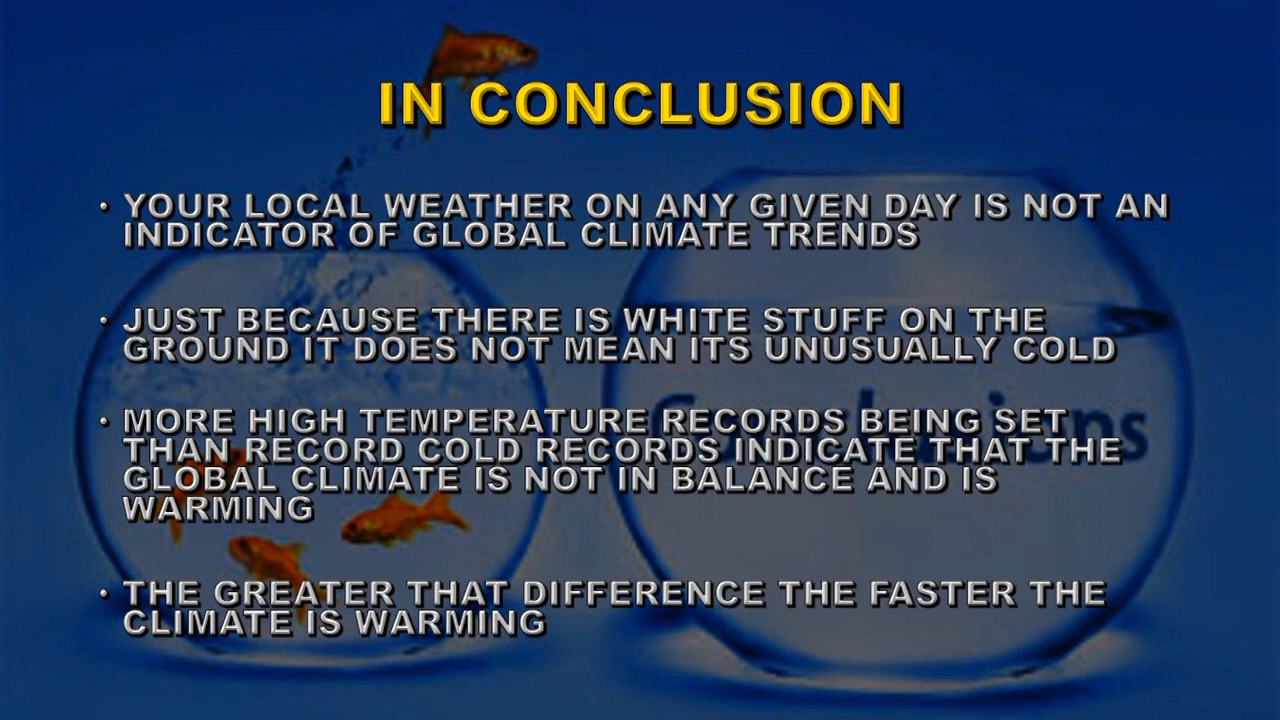 IN CONCLUSION
• YOUR LOCAL WEATHER ON ANY GIVEN DAY IS NOT AN
INDICATOR OF GLOBAL CLIMATE TRENDS
• JUST BECAUSE THERE IS WHITE STUFF ON THE
GROUND IT DOES NOT MEAN ITS UNUSUALLY COLD
• MORE HIGH TEMPERATURE RECORDS BEING SET
THAN RECORD COLD RECORDS INDICATE THAT THE
GLOBAL CLIMATE IS NOT IN BALANCE AND IS
WARMING
• THE GREATER THAT DIFFERENCE THE FASTER THE
CLIMATE IS WARMING